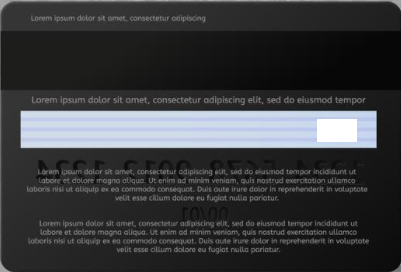 Lorem ipsum dolor sit amet, consectetur adipiscing
Lorem ipsum dolor sit amet, consectetur adipiscing elit, sed do eiusmod tempor
Lorem ipsum dolor sit amet, consectetur adipiscing elit, sed do eiusmod tempor incididunt ut
labore et dolore magna aliqua. Ut enim ad minim veniam, quis nostrud exercitation ullamco
laboris nisi ut aliquip ex ea commodo consequat. Duis aute irure dolor in reprehenderit in voluptate
velit esse cillum dolore eu fugiat nulla pariatur.
Lorem ipsum dolor sit amet, consectetur adipiscing elit, sed do eiusmod tempor incididunt ut
labore et dolore magna aliqua. Ut enim ad minim veniam, quis nostrud exercitation ullamco
laboris nisi ut aliquip ex ea commodo consequat. Duis aute irure dolor in reprehenderit in voluptate
velit esse cillum dolore eu fugiat nulla pariatur.